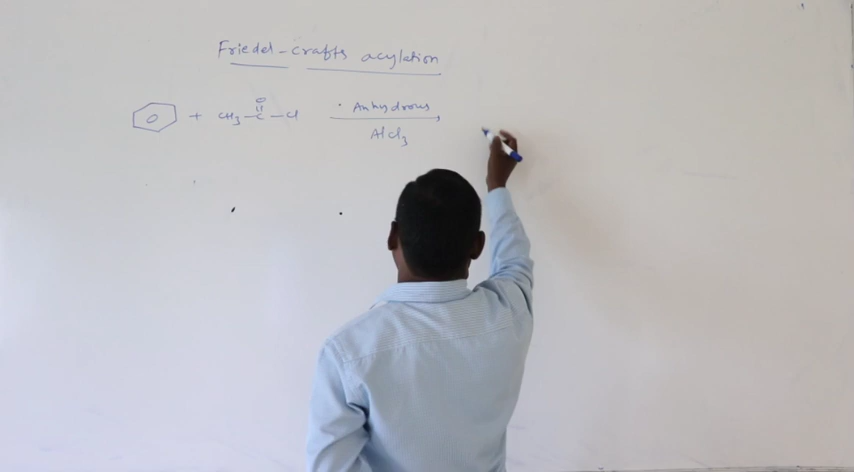 Friedel-crafts acylation
O
+ CH3-C-Cl Anhydrous
AlCl3